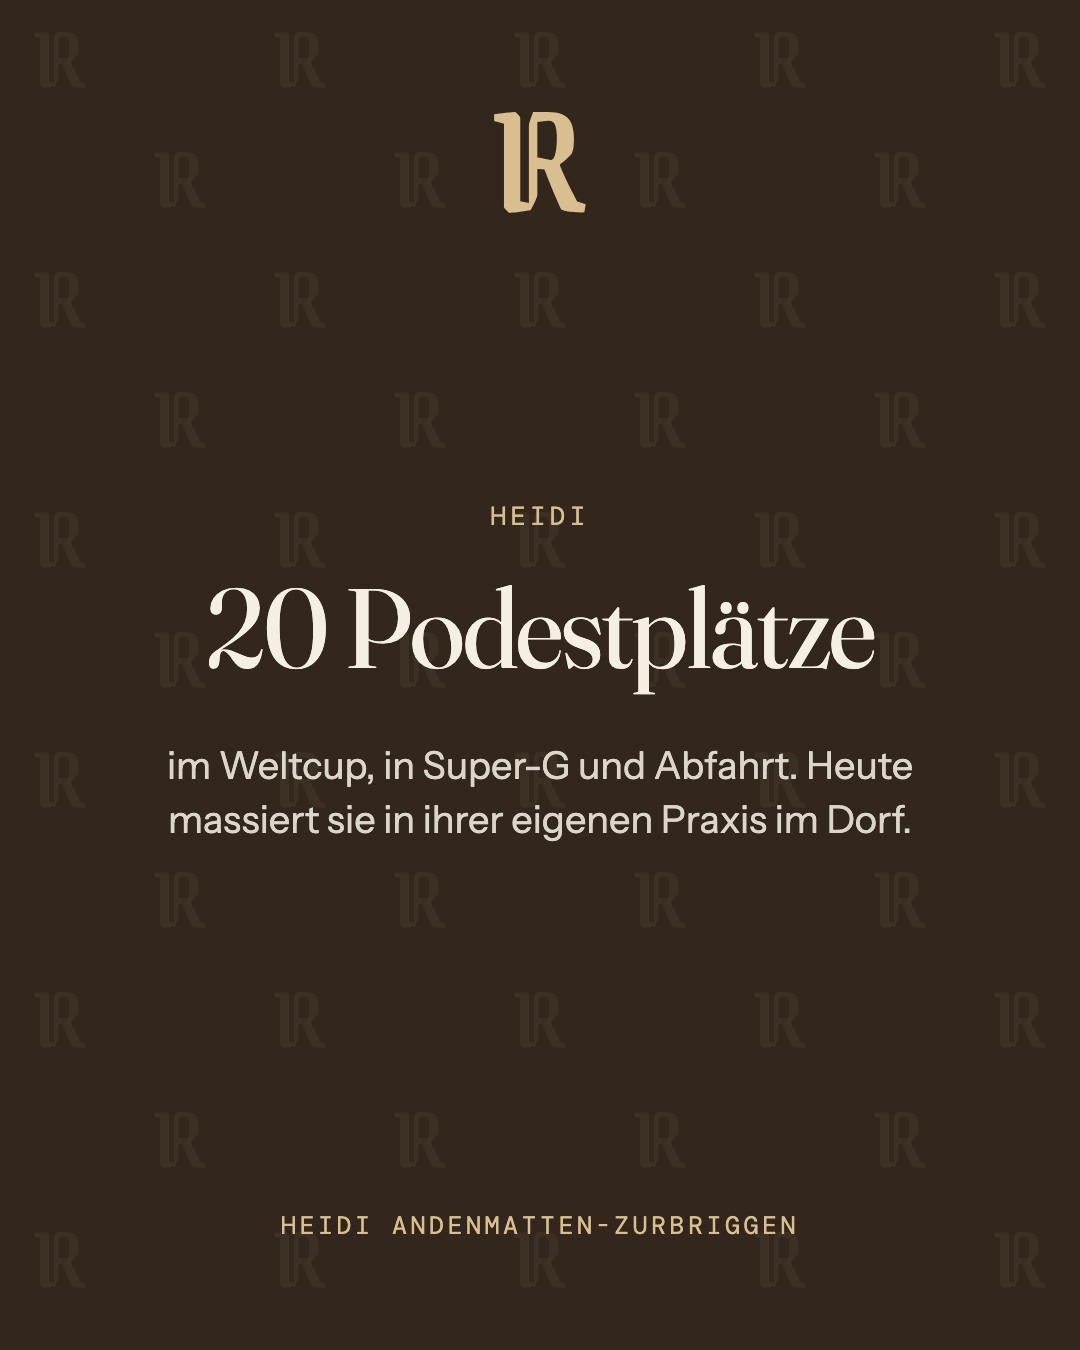 HEIDI
20 Podestplätze
im Weltcup, in Super-G und Abfahrt. Heute
massiert sie in ihrer eigenen Praxis im Dorf.
HEIDI ANDENMATTEN-ZURBRIGGEN